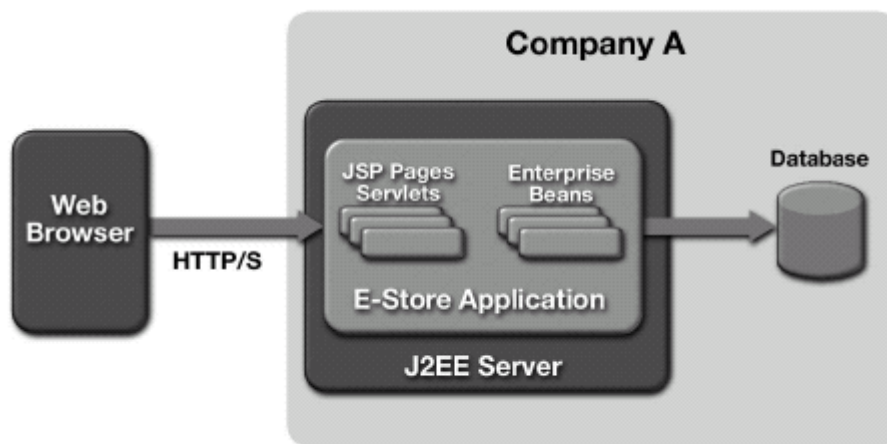 Company A
Web
Browser
HTTP/S
JSP Pages
Servlets
Enterprise
Beans
E-Store Application
J2EE Server
Database